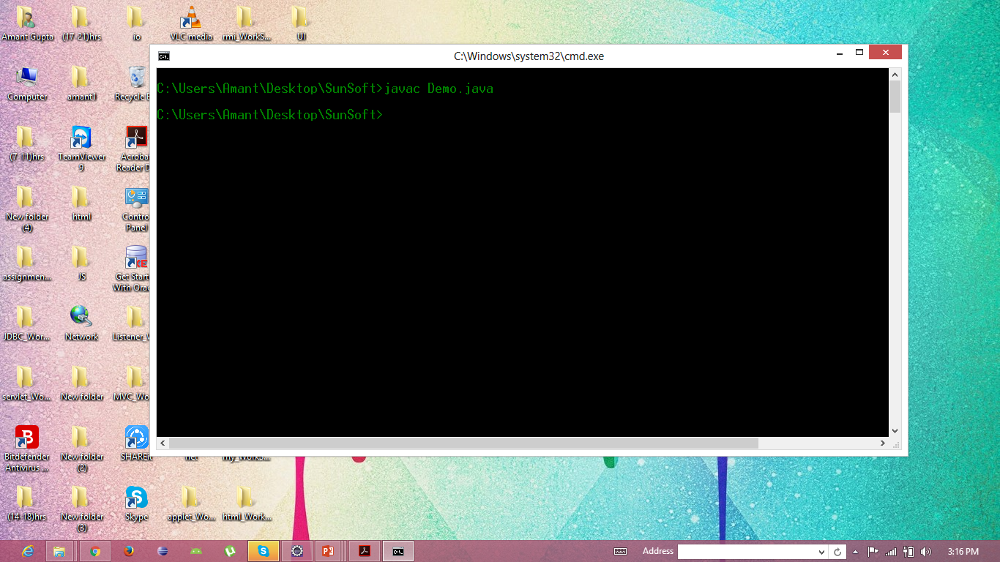 Amant Gupta
(17-21)hrs
io
VLC media
rmi_WorkS...
UI
C:\Windows\system32\cmd.exe
C:\Users\Amant\Desktop\SunSoft>javac Demo.java
C:\Users\Amant\Desktop\SunSoft>
Computer
amant1
Recycle
(7-11)hrs
TeamViewer
9
Acroba
Reader D
New folder
(4)
html
Contro
Panel
assignmen...
JS
Get Start
With Orac
JDBC_Wor...
Network
Listener_
servlet_Wo...
New folder
MVC_Wo
Bitdefender
Antivirus ...
New folder
(2)
SHAREit
net
my_WorkS...
(14-18)hrs
New folder
(3)
Skype
applet_Wo...
html_Work...
Address
3:16 PM